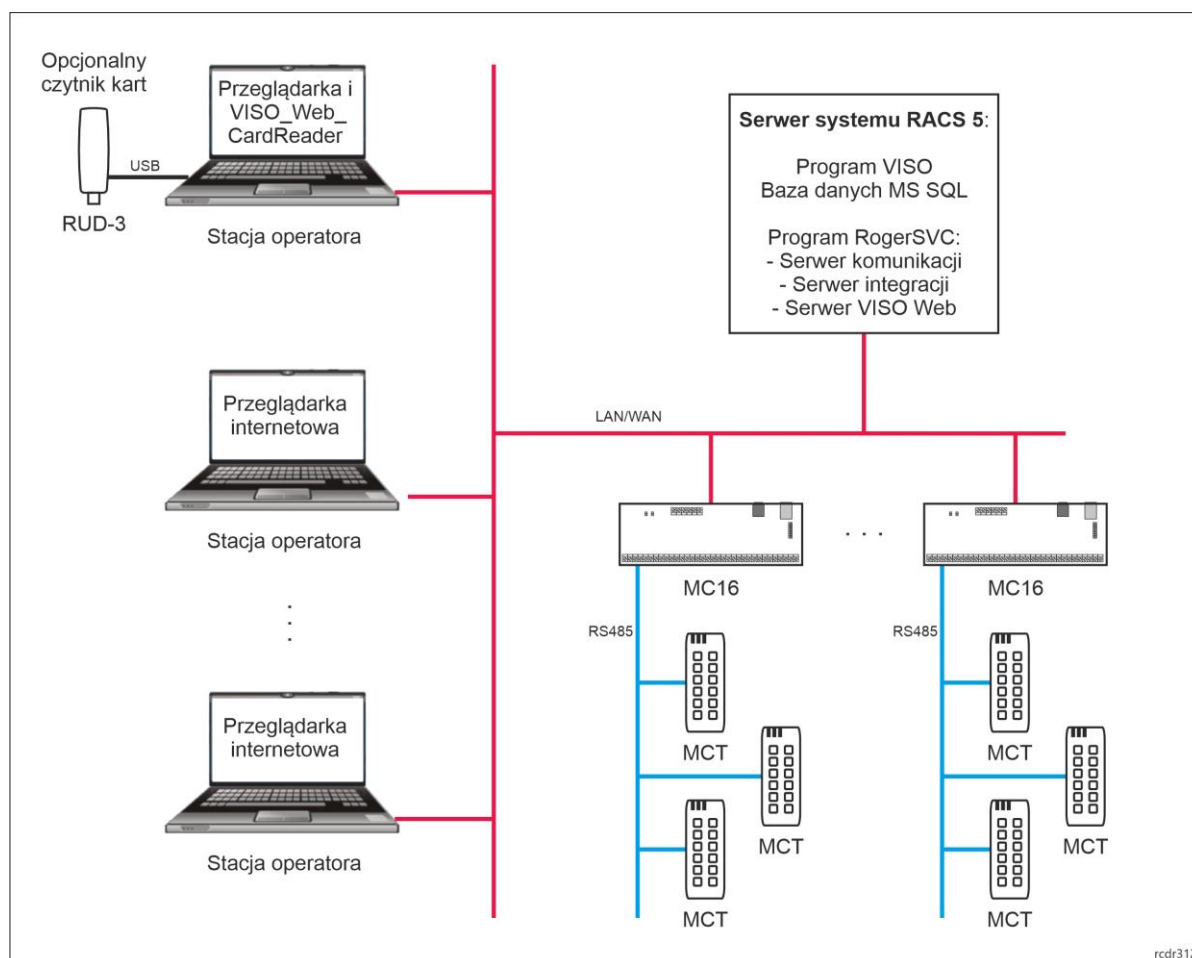 Opcjonalny
czytnik kart
USB
RUD-3
Przeglądarka i
VISO_Web_
CardReader
Stacja operatora
Przeglądarka
internetowa
Stacja operatora
.
.
.
Przeglądarka
internetowa
Stacja operatora
Serwer systemu RACS 5:
Program VISO
Baza danych MS SQL
Program RogerSVC:
- Serwer komunikacji
- Serwer integracji
- Serwer VISO Web
LAN/WAN
MC16
. . .
MC16
RS485
MCT
MCT
MCT
RS485
MCT
MCT
MCT